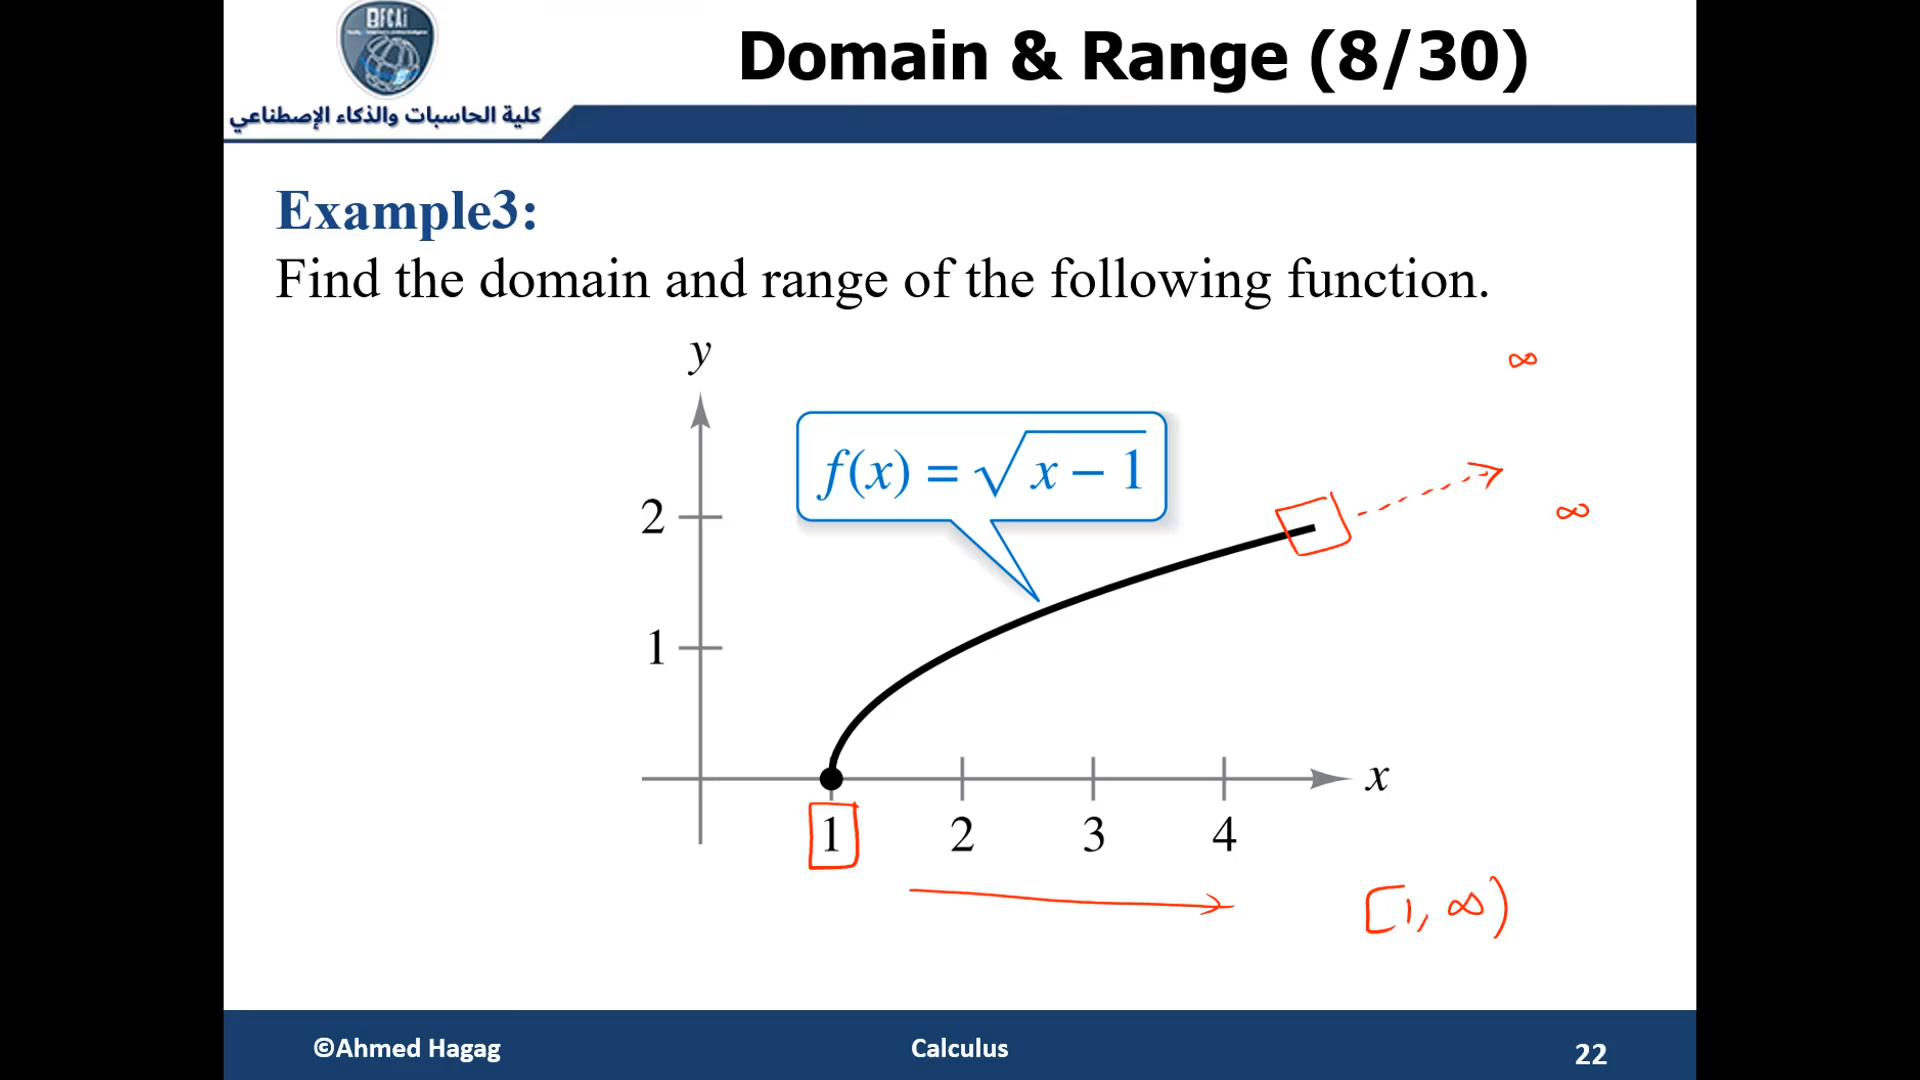 FCAi
Domain & Range (8/30)
كلية الحاسبات والذكاء الإصطناعي
Example3:
Find the domain and range of the following function.
y
∞
f(x) = √x − 1
2
∞
1
x
1 2 3 4
[1, ∞)
©Ahmed Hagag
Calculus
22